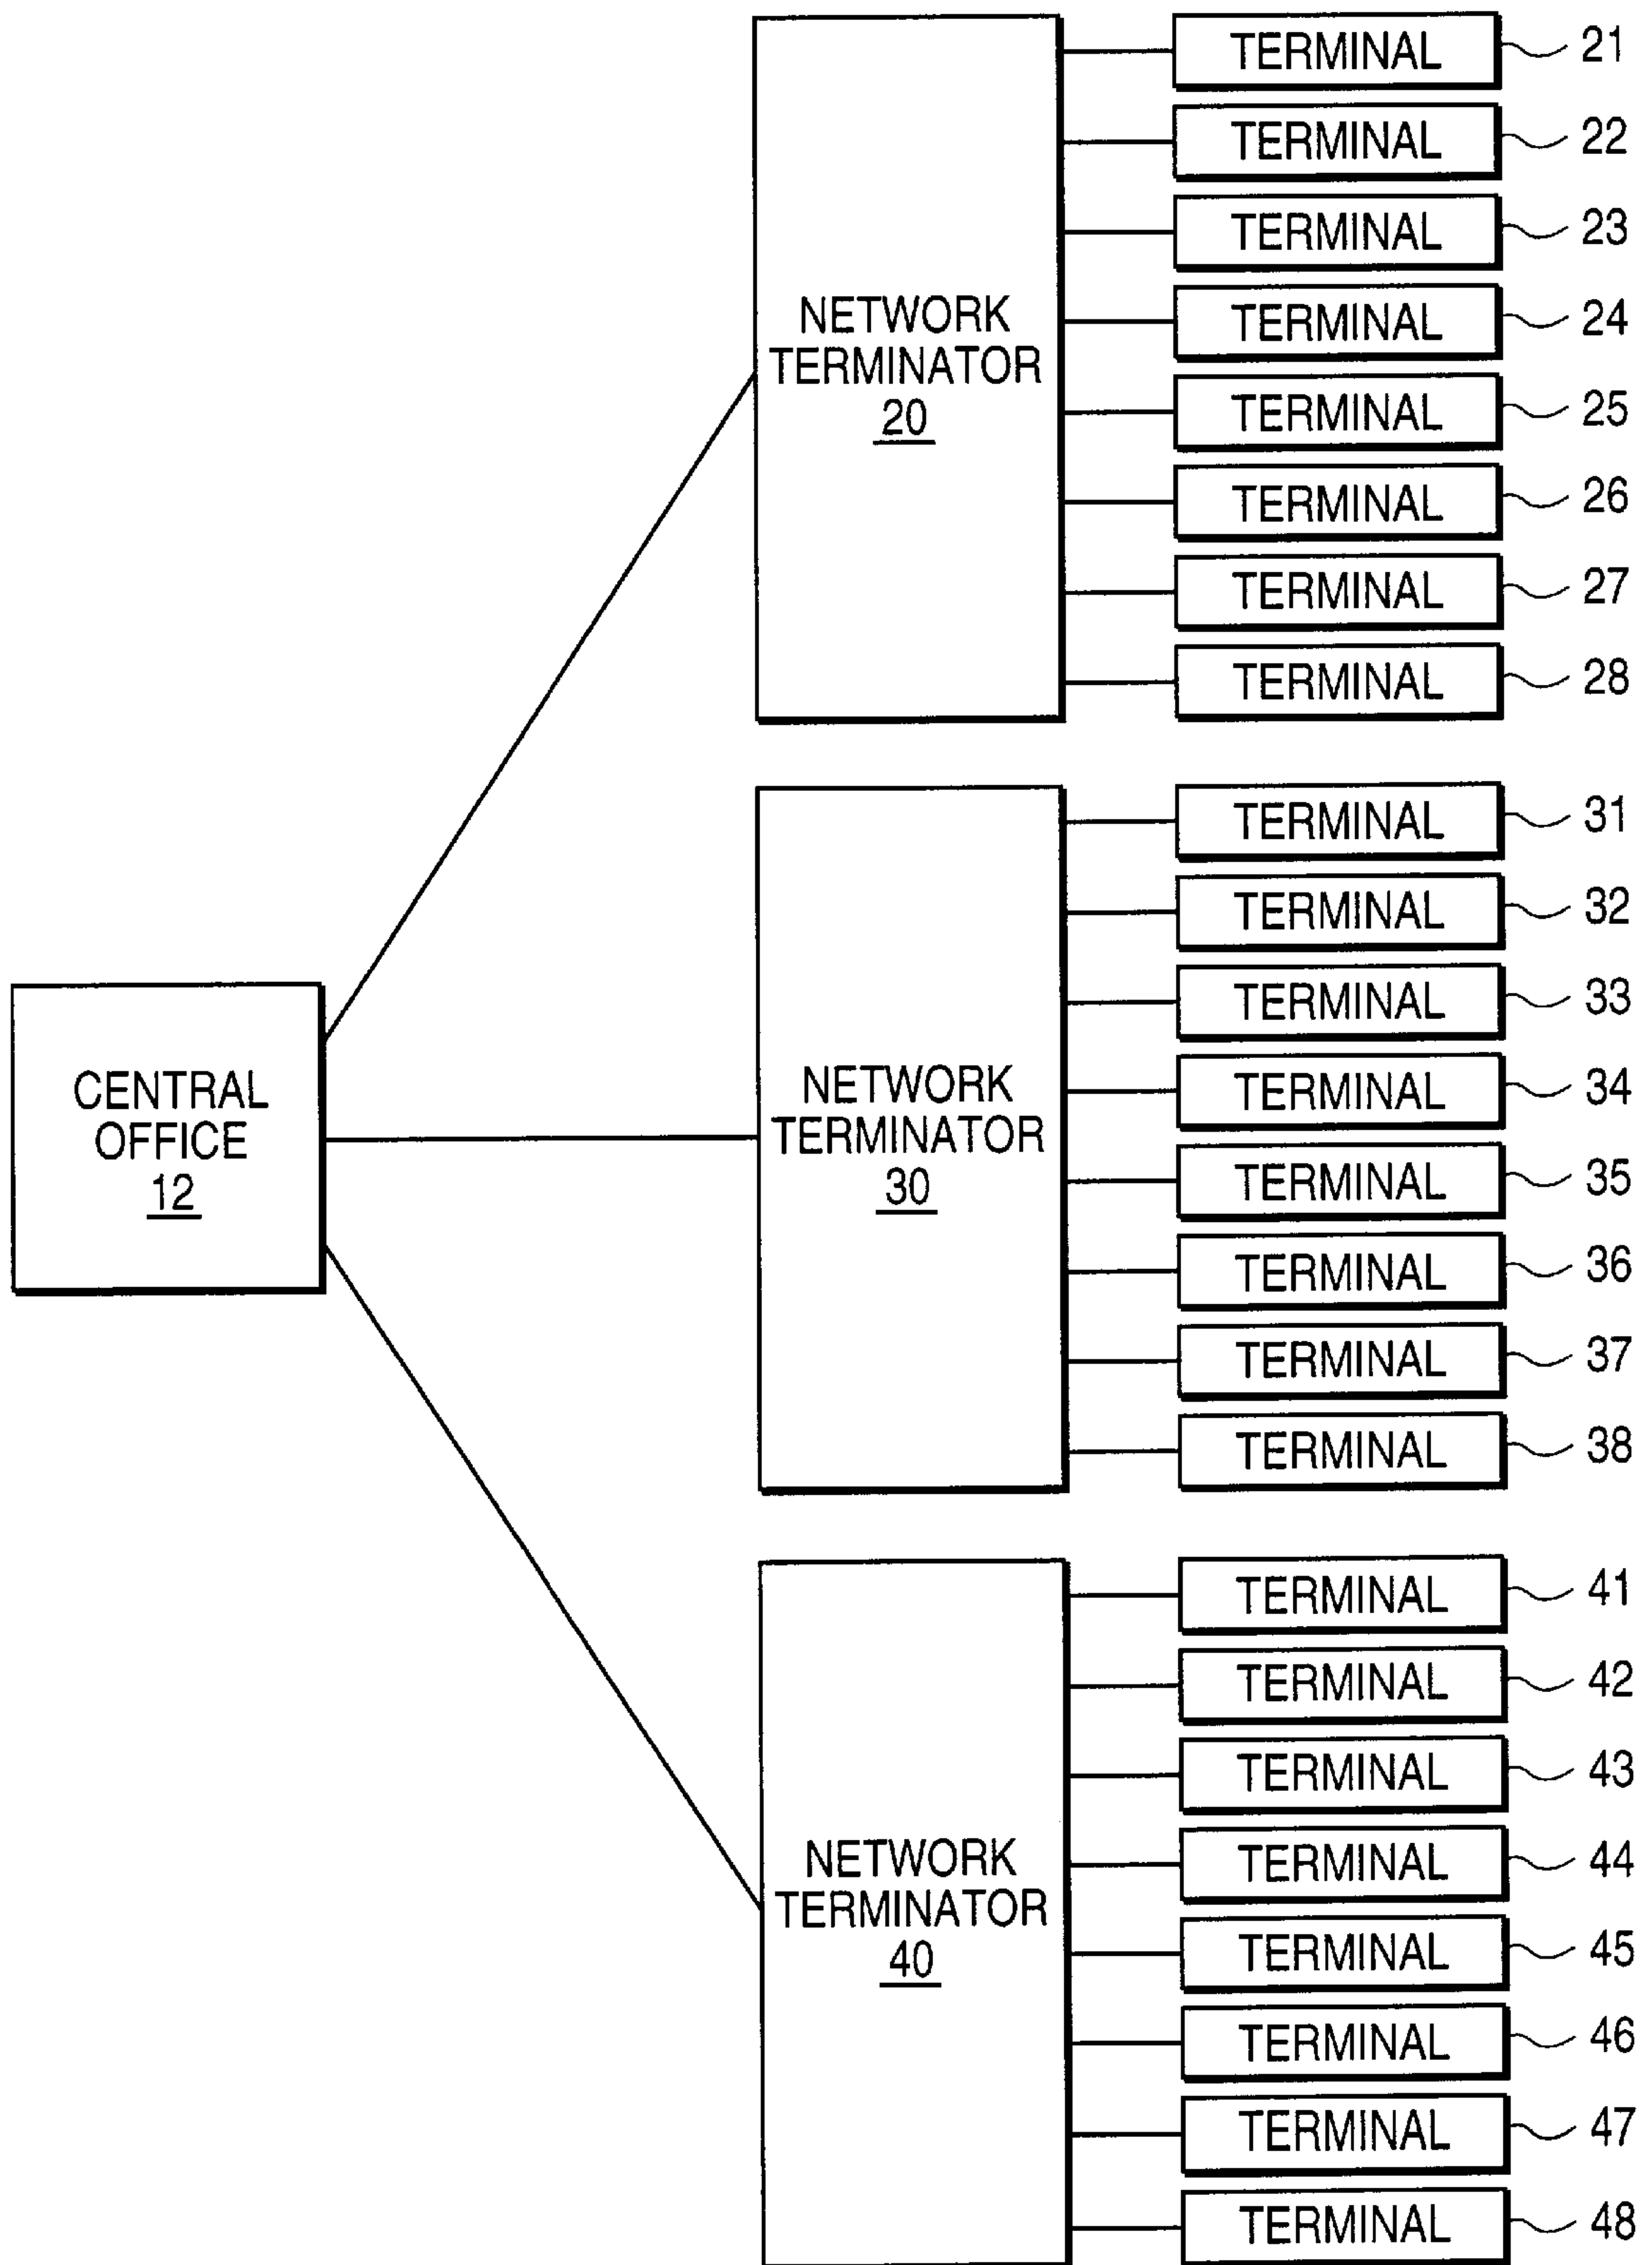 TERMINAL 21
TERMINAL 22
TERMINAL 23
TERMINAL 24
TERMINAL 25
TERMINAL 26
TERMINAL 27
TERMINAL 28
NETWORK
TERMINATOR
20
TERMINAL 31
TERMINAL 32
TERMINAL 33
TERMINAL 34
TERMINAL 35
TERMINAL 36
TERMINAL 37
TERMINAL 38
NETWORK
TERMINATOR
30
CENTRAL
OFFICE
12
TERMINAL 41
TERMINAL 42
TERMINAL 43
TERMINAL 44
TERMINAL 45
TERMINAL 46
TERMINAL 47
TERMINAL 48
NETWORK
TERMINATOR
40